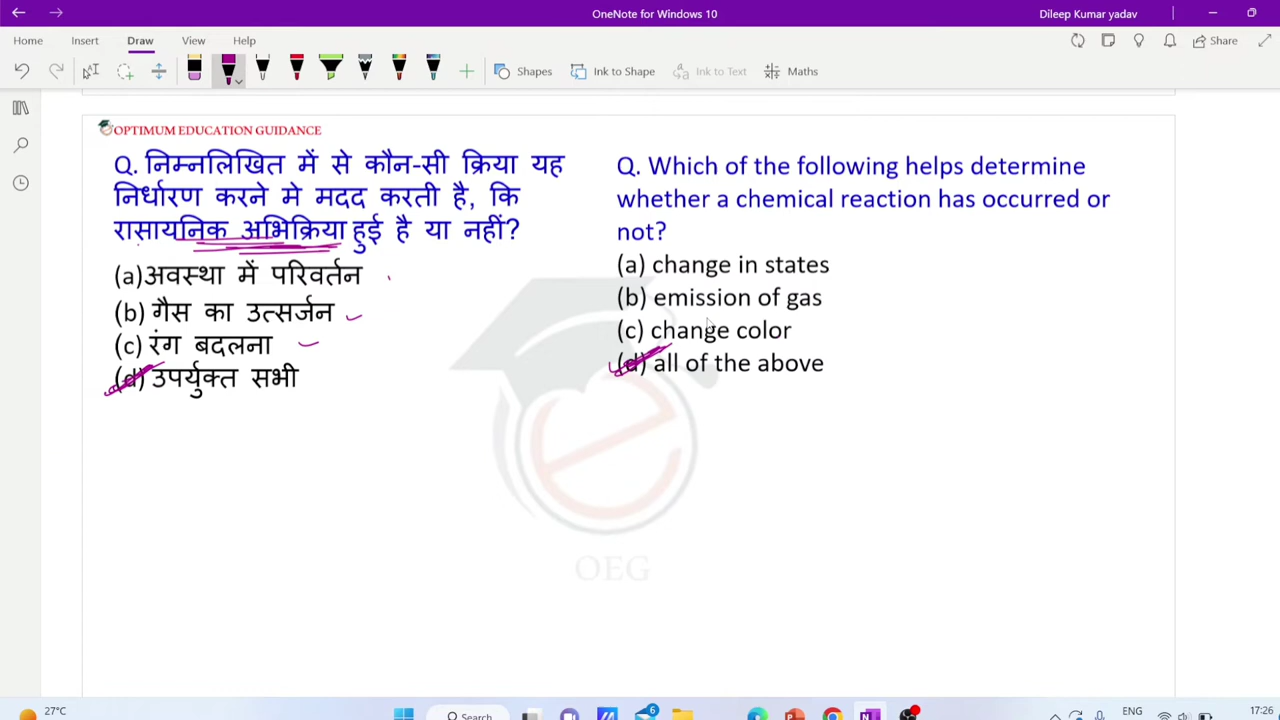 OneNote for Windows 10
Dileep Kumar yadav
Home Insert Draw View Help
Share
Shapes Ink to Shape Ink to Text Maths
OPTIMUM EDUCATION GUIDANCE
Q. निम्नलिखित में से कौन-सी क्रिया यह
निर्धारण करने मे मदद करती है, कि
रासायनिक अभिक्रिया हुई है या नहीं?
(a)अवस्था में परिवर्तन
(b) गैस का उत्सर्जन
(c) रंग बदलना
(d) उपर्युक्त सभी
Q. Which of the following helps determine
whether a chemical reaction has occurred or
not?
(a) change in states
(b) emission of gas
(c) change color
(d) all of the above
OEG
27°C
Search
6
ENG
17:26